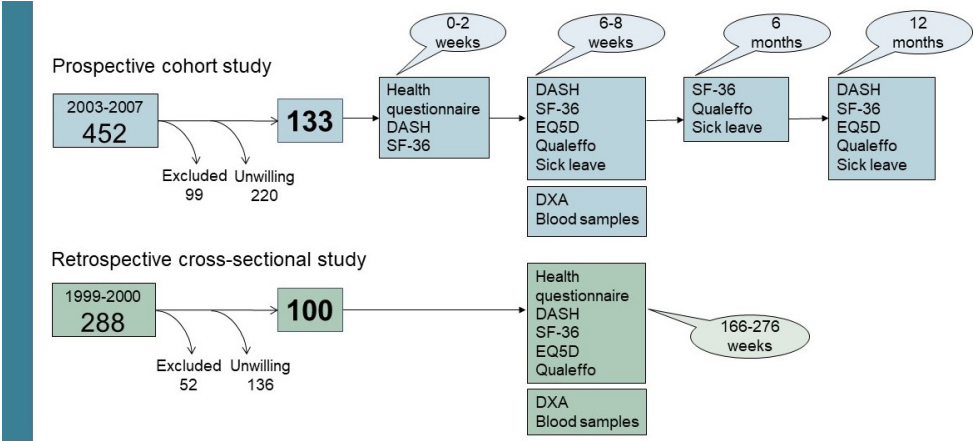 0-2
weeks
6-8
weeks
6
months
12
months
Prospective cohort study
2003-2007
452
Excluded
99
Unwilling
220
133
Health
questionnaire
DASH
SF-36
DASH
SF-36
EQ5D
Qualeffo
Sick leave
DXA
Blood samples
SF-36
Qualeffo
Sick leave
DASH
SF-36
EQ5D
Qualeffo
Sick leave
Retrospective cross-sectional study
1999-2000
288
Excluded
52
Unwilling
136
100
Health
questionnaire
DASH
SF-36
EQ5D
Qualeffo
DXA
Blood samples
166-276
weeks